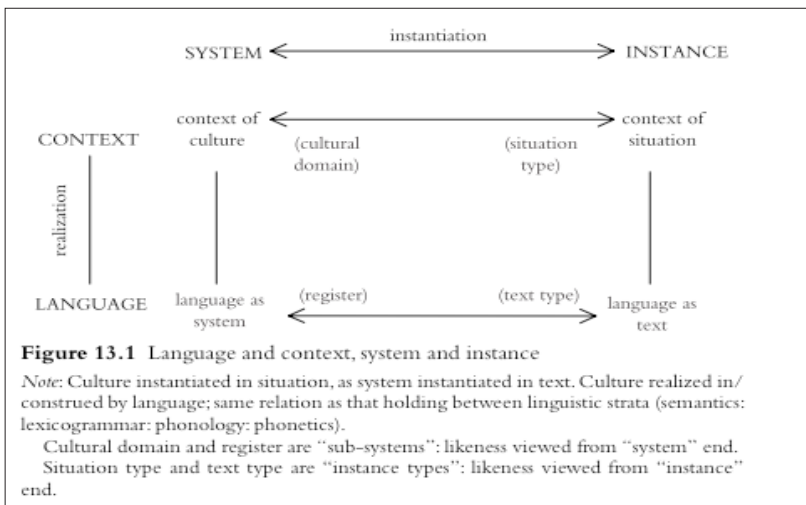 instantiation
SYSTEM INSTANCE
context of context of
CONTEXT culture (cultural (situation situation
domain) type)
realization
LANGUAGE language as (register) (text type) language as
system text
Figure 13.1 Language and context, system and instance
Note: Culture instantiated in situation, as system instantiated in text. Culture realized in/
construed by language; same relation as that holding between linguistic strata (semantics:
lexicogrammar: phonology: phonetics).
Cultural domain and register are “sub-systems”: likeness viewed from “system” end.
Situation type and text type are “instance types”: likeness viewed from “instance”
end.